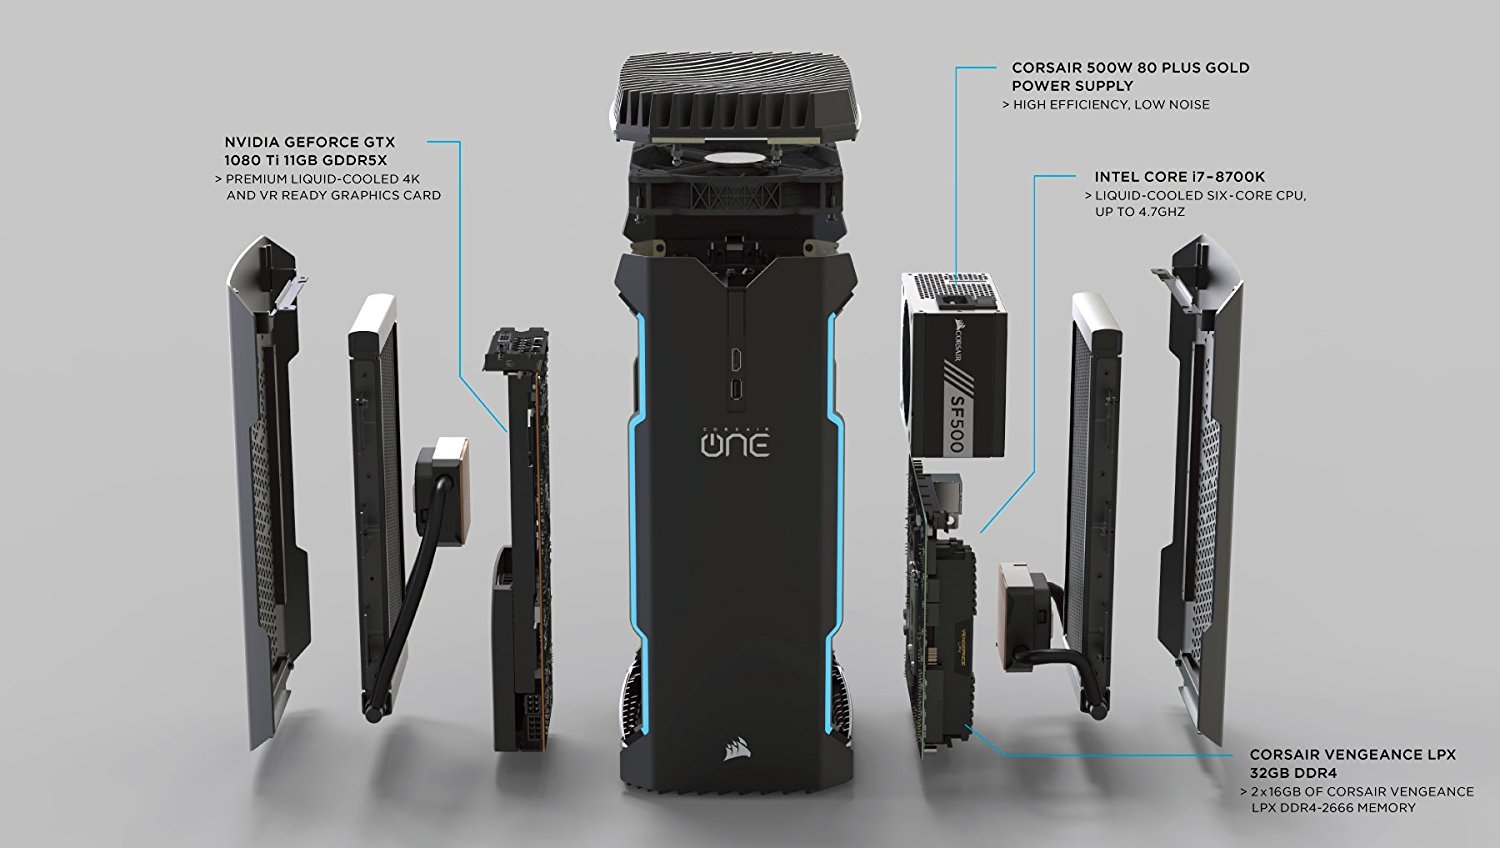 NVIDIA GEFORCE GTX
1080 Ti 11GB GDDR5X
> PREMIUM LIQUID-COOLED 4K
AND VR READY GRAPHICS CARD
CORSAIR 500W 80 PLUS GOLD
POWER SUPPLY
> HIGH EFFICIENCY, LOW NOISE
INTEL CORE i7-8700K
> LIQUID-COOLED SIX-CORE CPU,
UP TO 4.7GHZ
CORSAIR
SF500
CORSAIR
ONE
VENGEANCE
CORSAIR VENGEANCE LPX
32GB DDR4
> 2x16GB OF CORSAIR VENGEANCE
LPX DDR4-2666 MEMORY